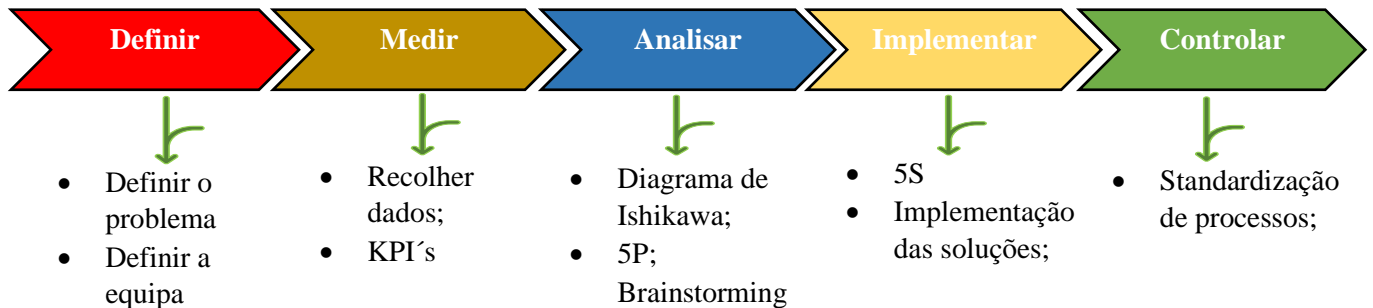 Definir
Medir
Analisar
Implementar
Controlar
• Definir o
problema
• Definir a
equipa
• Recolher
dados;
• KPI´s
• Diagrama de
Ishikawa;
• 5P;
Brainstorming
• 5S
• Implementação
das soluções;
• Standardização
de processos;